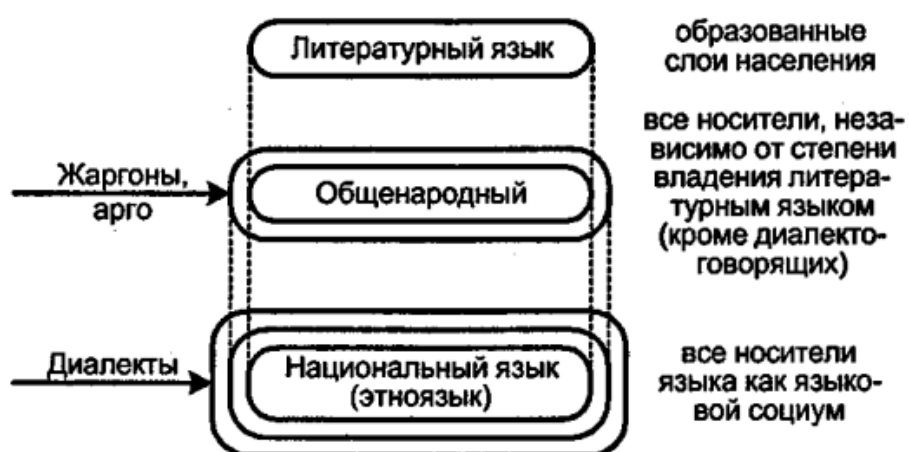 Литературный язык
образованные
слои населения
Жаргоны,
арго
Общенародный
все носители, неза-
висимо от степени
владения литера-
турным языком
(кроме диалекто-
говорящих)
Диалекты
Национальный язык
(этноязык)
все носители
языка как языко-
вой социум